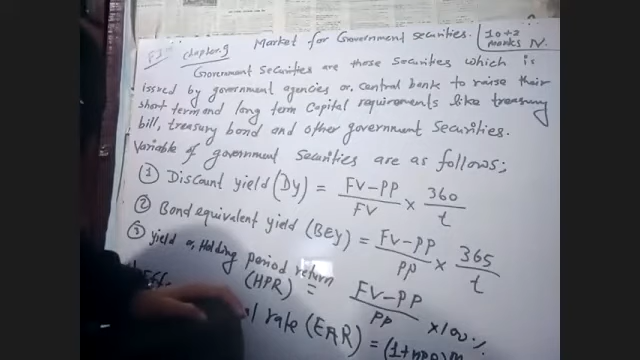 chapter-9 Market for Government securities. 10+2 marks IV.
Government Securities are those Securities which is
issued by government agencies or central bank to raise their
short term and long term capital requirements like treasury
bill, treasury bond and other government Securities.
Variable of government Securities are as follows;
① Discount yield (Dy) = FV-PP/FV × 360/t
② Bond equivalent yield (BEY) = FV-PP/PP × 365/t
③ yield or, Holding period return
(HPR) = FV-PP/PP ×100%
rate (EAR) = (1+HPR)